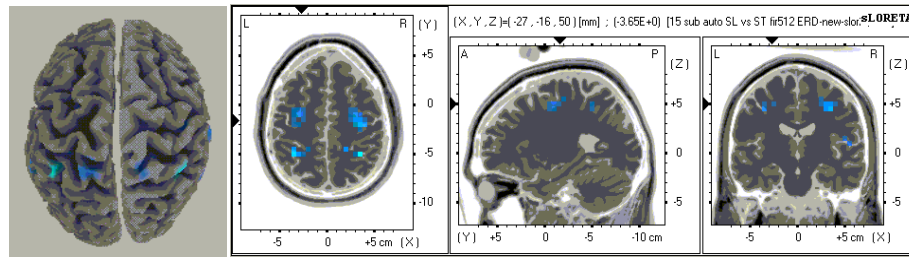 (X,Y,Z)=(-27,-16,50)[mm] ; (-3.65E+0) [15 sub auto SL vs ST fir512 ERD-new-slor. sLORETA
L R (Y)
+5
0
-5
-10
-5 0 +5cm (X)
A P (Z)
+5
0
-5
(Y) +5 0 -5 -10 cm
L R (Z)
+5
0
-5
-5 0 +5 cm (X)